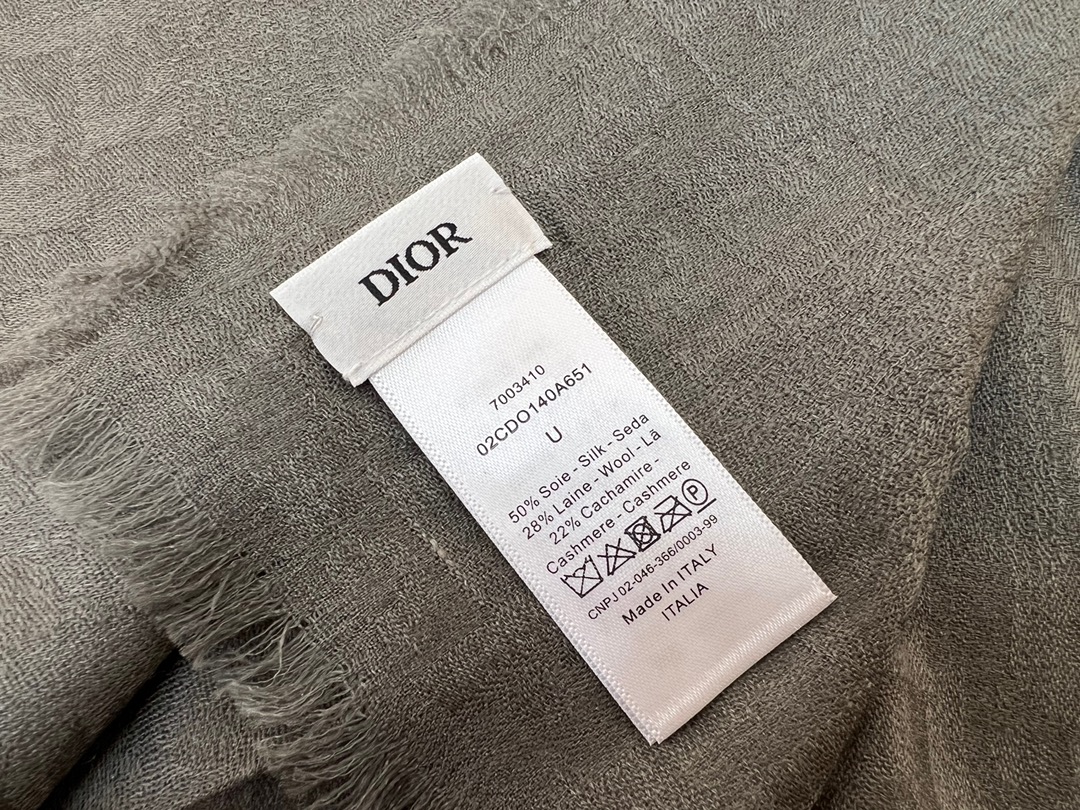 DIOR
7003410
02CDO140A651
U
50% Soie - Silk - Seda
28% Laine - Wool - Lã
22% Cachamire -
Cashmere - Cashmere
P
CNPJ 02-046-366/0003-99
Made In ITALY
ITALIA